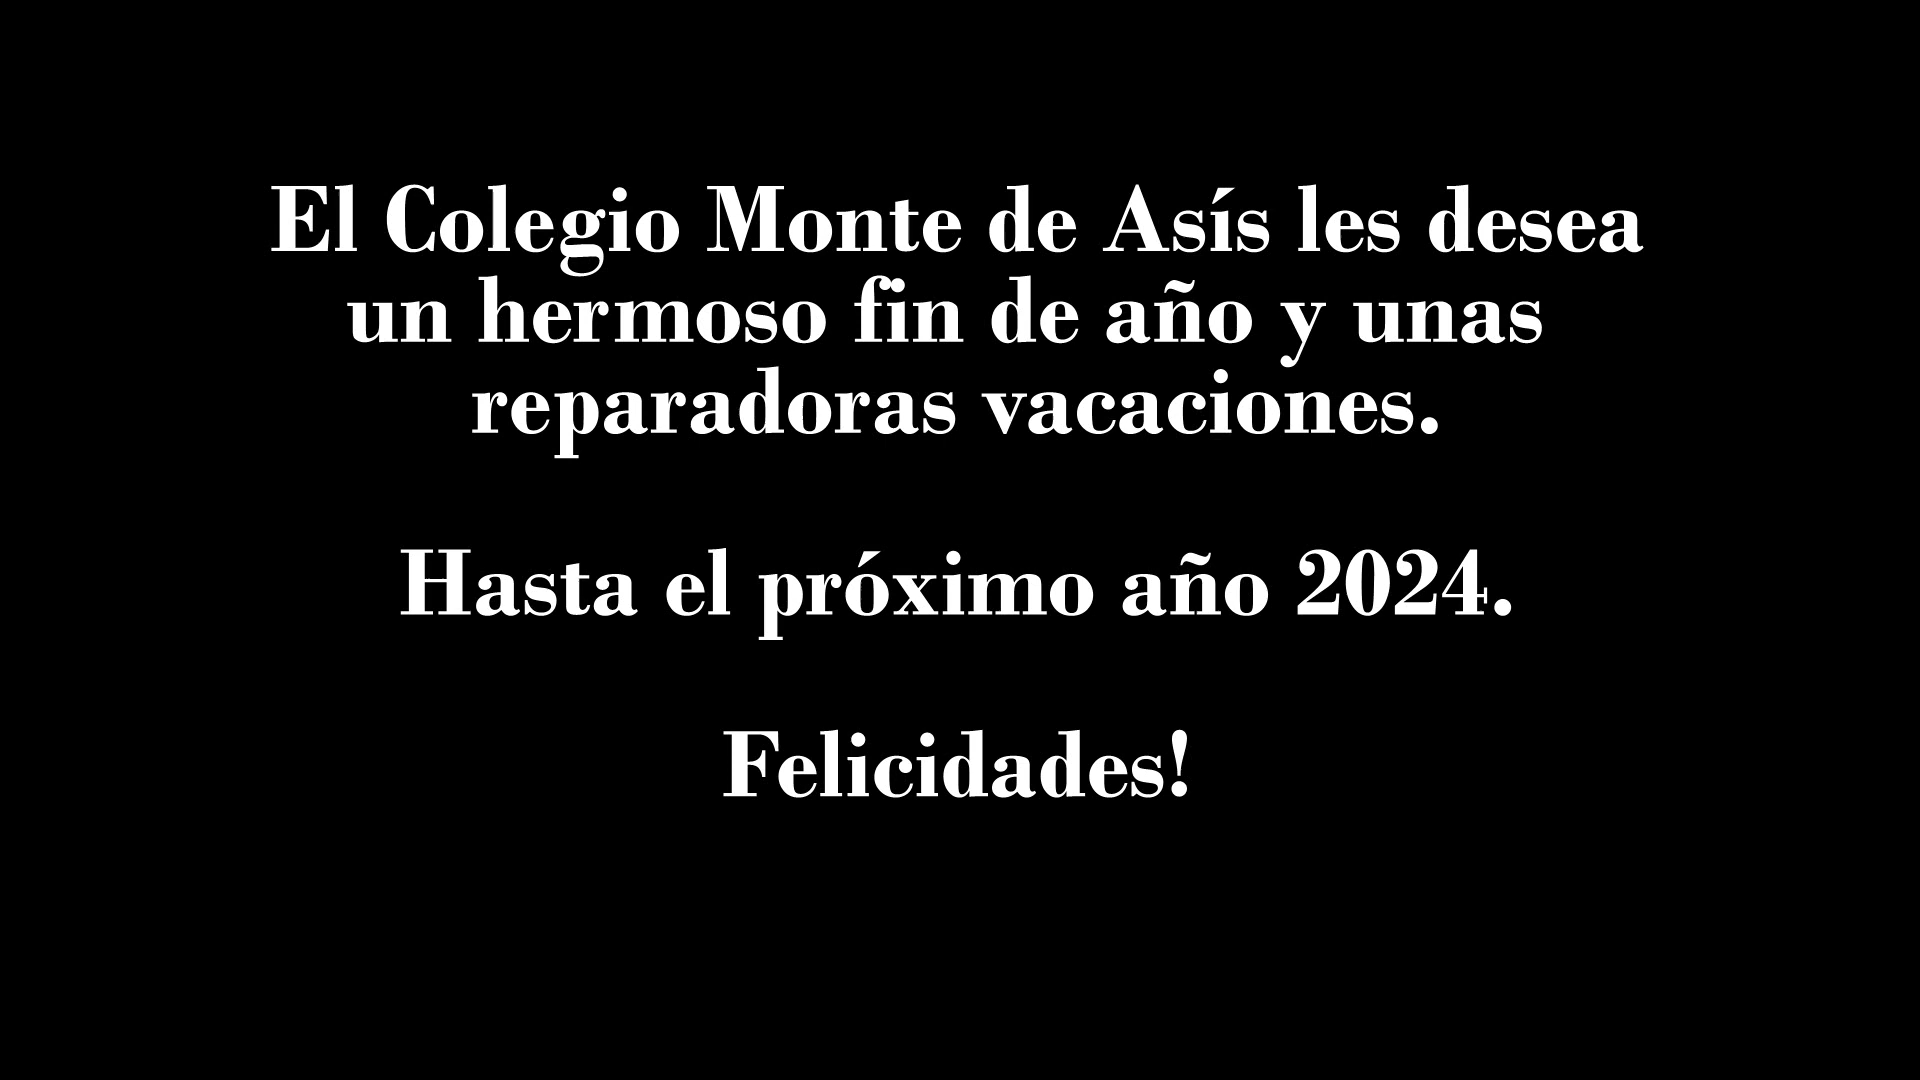 El Colegio Monte de Asís les desea
un hermoso fin de año y unas
reparadoras vacaciones.
Hasta el próximo año 2024.
Felicidades!